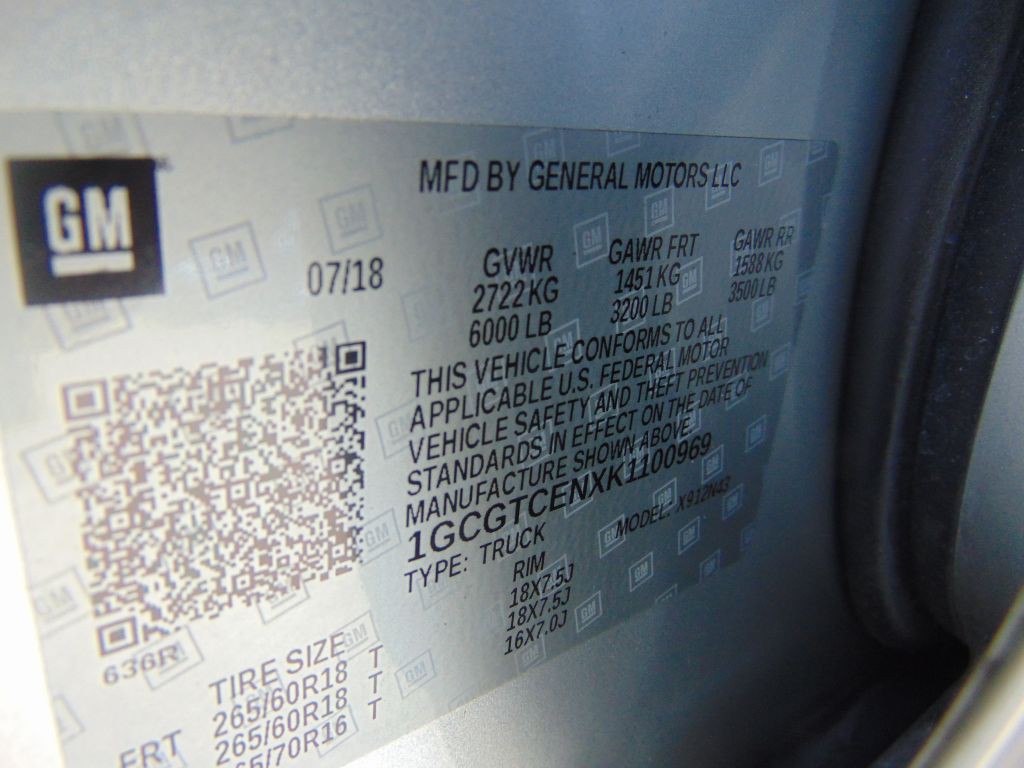 GM
MFD BY GENERAL MOTORS LLC
07/18
GVWR GAWR FRT GAWR RR
2722 KG 1451 KG 1588 KG
6000 LB 3200 LB 3500 LB
THIS VEHICLE CONFORMS TO ALL
APPLICABLE U.S. FEDERAL MOTOR
VEHICLE SAFETY AND THEFT PREVENTION
STANDARDS IN EFFECT ON THE DATE OF
MANUFACTURE SHOWN ABOVE.
1GCGTCENXK1100969
TYPE: TRUCK MODEL: X912N43
636R
TIRE SIZE RIM
FRT 265/60R18 T 18X7.5J
265/60R18 T 18X7.5J
65/70R16 T 16X7.0J